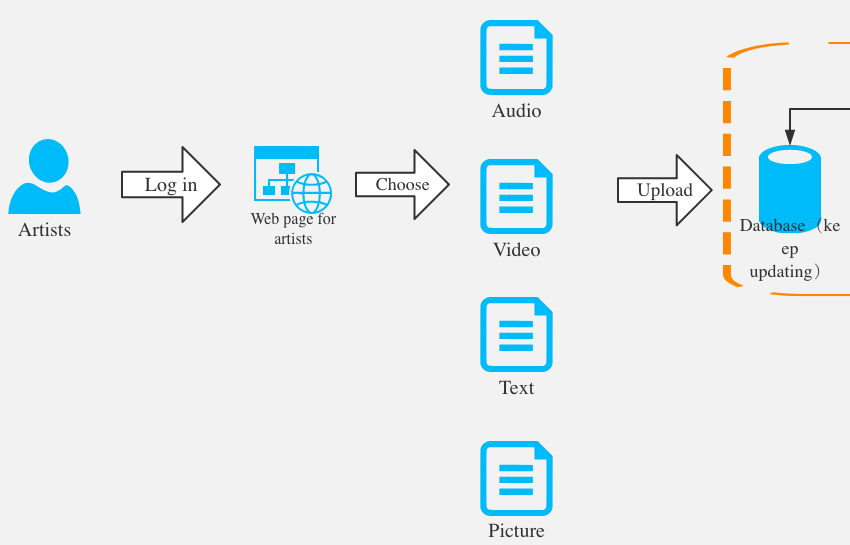 Audio
Log in
Choose
Upload
Artists
Web page for
artists
Video
Database（ke
ep
updating）
Text
Picture